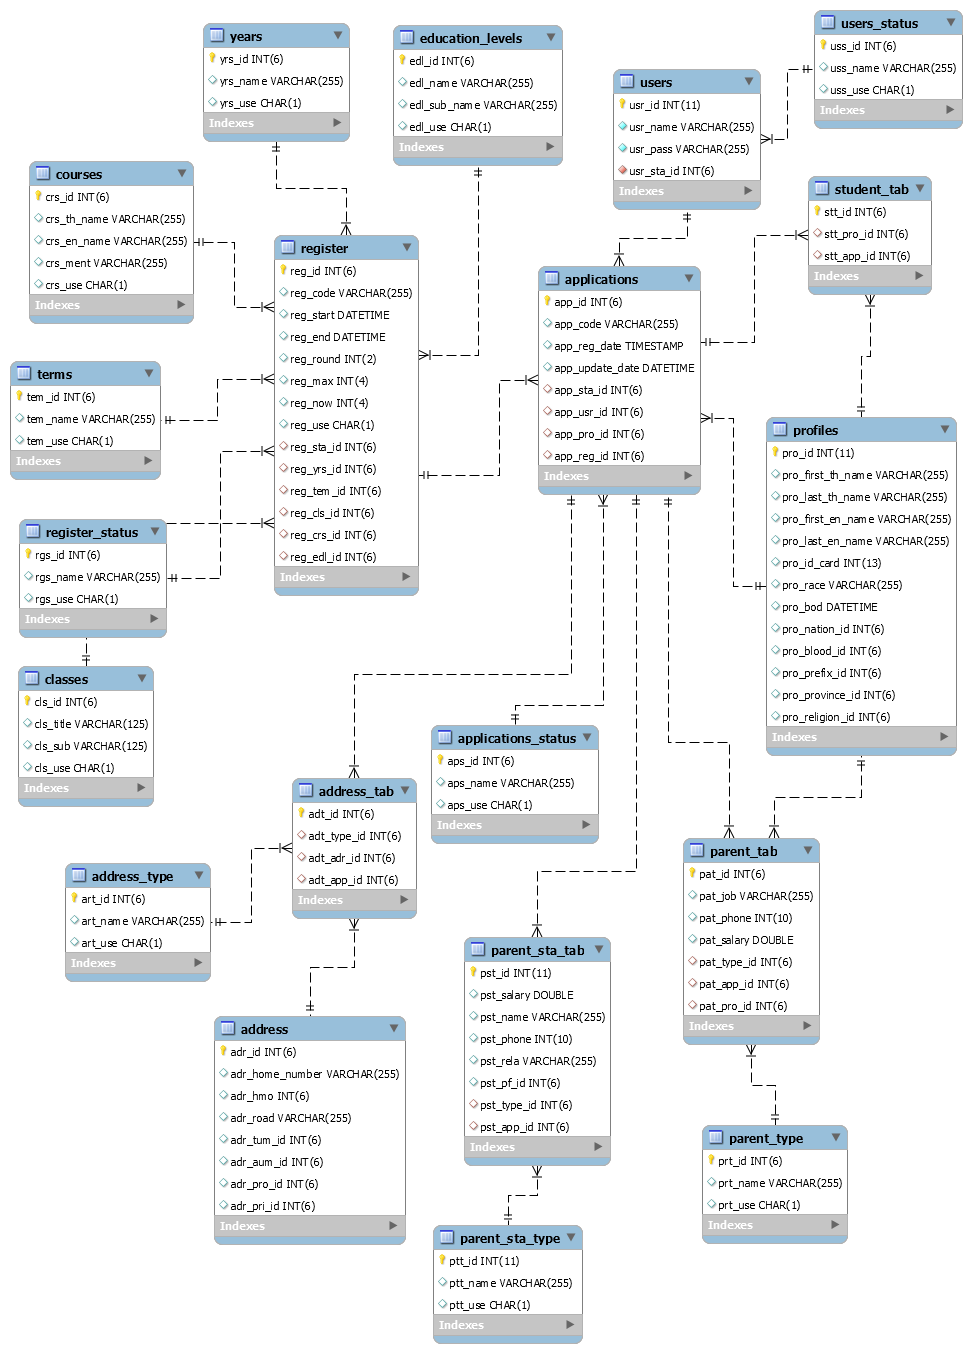 years
yrs_id INT(6)
yrs_name VARCHAR(255)
yrs_use CHAR(1)
Indexes
education_levels
edl_id INT(6)
edl_name VARCHAR(255)
edl_sub_name VARCHAR(255)
edl_use CHAR(1)
Indexes
users_status
uss_id INT(6)
uss_name VARCHAR(255)
uss_use CHAR(1)
Indexes
users
usr_id INT(11)
usr_name VARCHAR(255)
usr_pass VARCHAR(255)
usr_sta_id INT(6)
Indexes
courses
crs_id INT(6)
crs_th_name VARCHAR(255)
crs_en_name VARCHAR(255)
crs_ment VARCHAR(255)
crs_use CHAR(1)
Indexes
student_tab
stt_id INT(6)
stt_pro_id INT(6)
stt_app_id INT(6)
Indexes
register
reg_id INT(6)
reg_code VARCHAR(255)
reg_start DATETIME
reg_end DATETIME
reg_round INT(2)
reg_max INT(4)
reg_now INT(4)
reg_use CHAR(1)
reg_sta_id INT(6)
reg_yrs_id INT(6)
reg_tem_id INT(6)
reg_cls_id INT(6)
reg_crs_id INT(6)
reg_edl_id INT(6)
Indexes
applications
app_id INT(6)
app_code VARCHAR(255)
app_reg_date TIMESTAMP
app_update_date DATETIME
app_sta_id INT(6)
app_usr_id INT(6)
app_pro_id INT(6)
app_reg_id INT(6)
Indexes
terms
tem_id INT(6)
tem_name VARCHAR(255)
tem_use CHAR(1)
Indexes
profiles
pro_id INT(11)
pro_first_th_name VARCHAR(255)
pro_last_th_name VARCHAR(255)
pro_first_en_name VARCHAR(255)
pro_last_en_name VARCHAR(255)
pro_id_card INT(13)
pro_race VARCHAR(255)
pro_bod DATETIME
pro_nation_id INT(6)
pro_blood_id INT(6)
pro_prefix_id INT(6)
pro_province_id INT(6)
pro_religion_id INT(6)
Indexes
register_status
rgs_id INT(6)
rgs_name VARCHAR(255)
rgs_use CHAR(1)
Indexes
classes
cls_id INT(6)
cls_title VARCHAR(125)
cls_sub VARCHAR(125)
cls_use CHAR(1)
Indexes
applications_status
aps_id INT(6)
aps_name VARCHAR(255)
aps_use CHAR(1)
Indexes
address_tab
adt_id INT(6)
adt_type_id INT(6)
adt_adr_id INT(6)
adt_app_id INT(6)
Indexes
parent_tab
pat_id INT(6)
pat_job VARCHAR(255)
pat_phone INT(10)
pat_salary DOUBLE
pat_type_id INT(6)
pat_app_id INT(6)
pat_pro_id INT(6)
Indexes
address_type
art_id INT(6)
art_name VARCHAR(255)
art_use CHAR(1)
Indexes
parent_sta_tab
pst_id INT(11)
pst_salary DOUBLE
pst_name VARCHAR(255)
pst_phone INT(10)
pst_rela VARCHAR(255)
pst_pf_id INT(6)
pst_type_id INT(6)
pst_app_id INT(6)
Indexes
address
adr_id INT(6)
adr_home_number VARCHAR(255)
adr_hmo INT(6)
adr_road VARCHAR(255)
adr_tum_id INT(6)
adr_aum_id INT(6)
adr_pro_id INT(6)
adr_pri_id INT(6)
Indexes
parent_type
prt_id INT(6)
prt_name VARCHAR(255)
prt_use CHAR(1)
Indexes
parent_sta_type
ptt_id INT(11)
ptt_name VARCHAR(255)
ptt_use CHAR(1)
Indexes